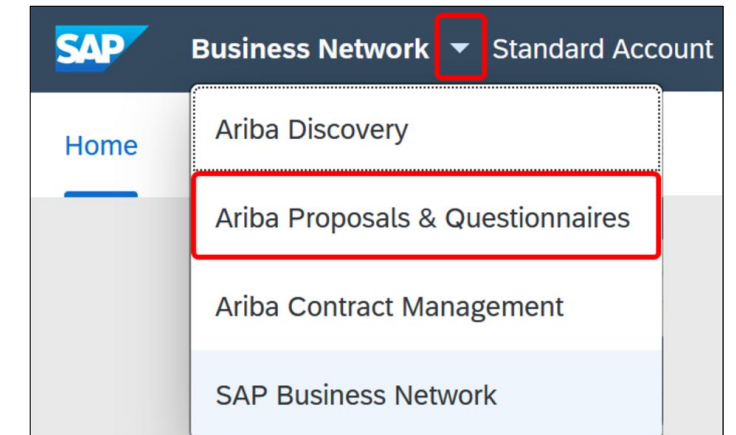 SAP Business Network Standard Account
Home
Ariba Discovery
Ariba Proposals & Questionnaires
Ariba Contract Management
SAP Business Network